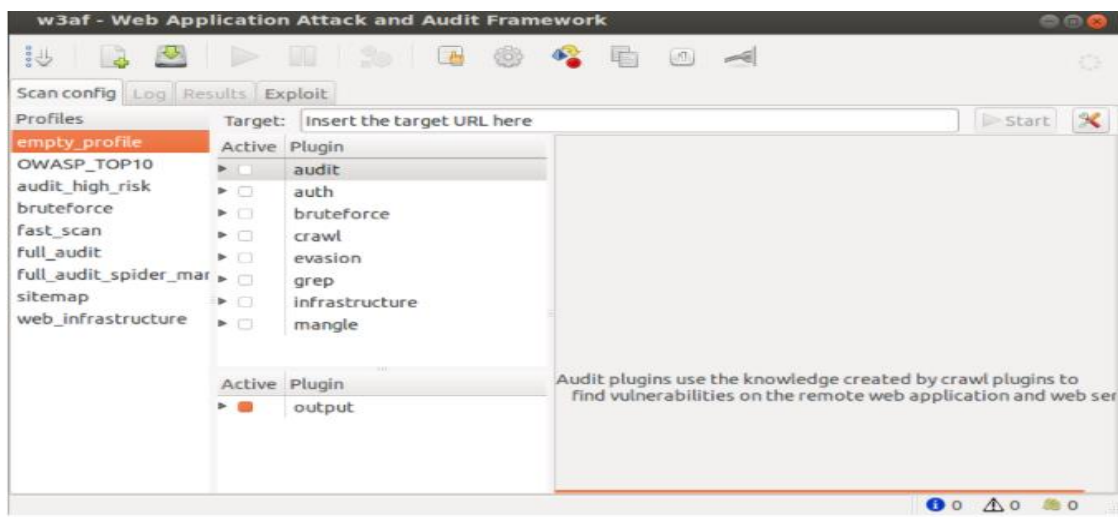 w3af - Web Application Attack and Audit Framework
Scan config Log Results Exploit
Profiles
empty_profile
OWASP_TOP10
audit_high_risk
bruteforce
fast_scan
full_audit
full_audit_spider_mar
sitemap
web_infrastructure
Target: Insert the target URL here Start
Active Plugin
audit
auth
bruteforce
crawl
evasion
grep
infrastructure
mangle
Active Plugin
output
Audit plugins use the knowledge created by crawl plugins to
find vulnerabilities on the remote web application and web ser
0 0 0